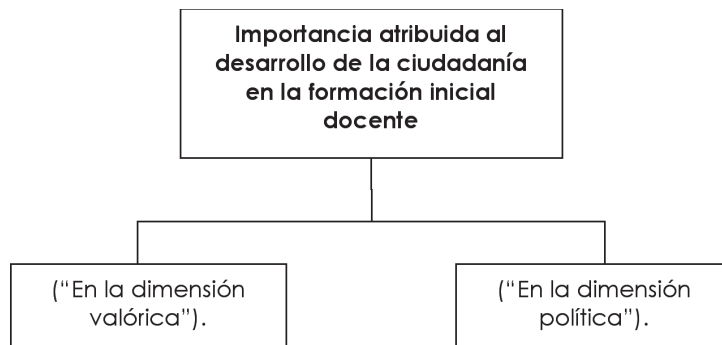 Importancia atribuida al
desarrollo de la ciudadanía
en la formación inicial
docente
(“En la dimensión
valórica”).
(“En la dimensión
política”).